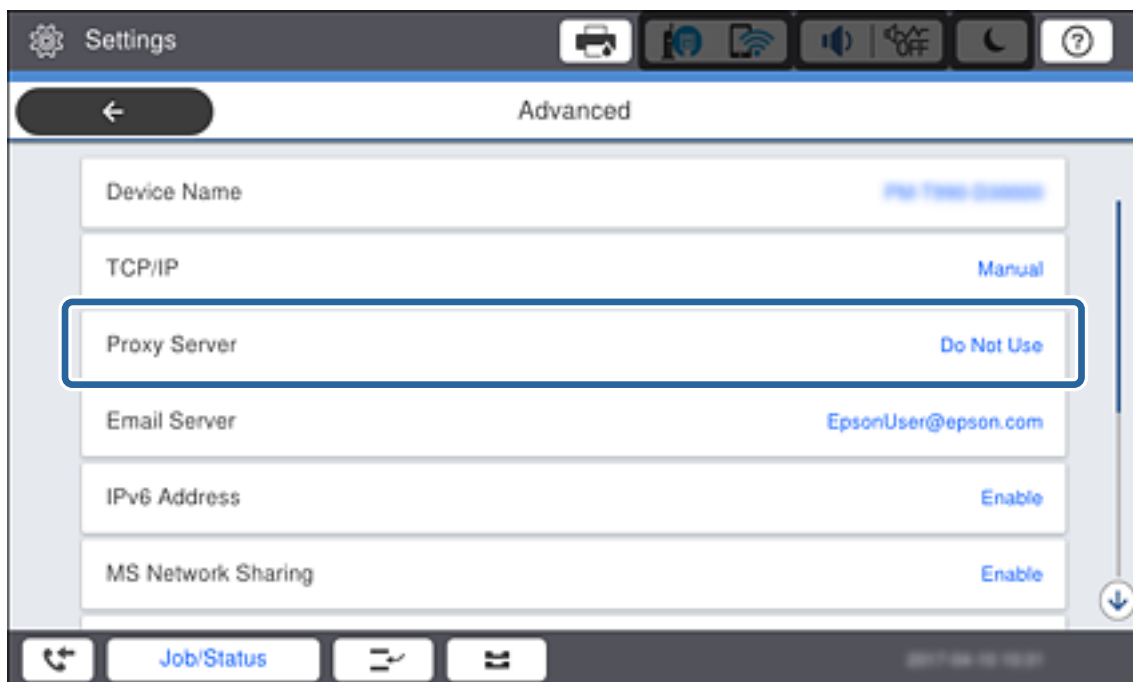 Settings
OFF
?
Advanced
Device Name
TCP/IP Manual
Proxy Server Do Not Use
Email Server EpsonUser@epson.com
IPv6 Address Enable
MS Network Sharing Enable
Job/Status